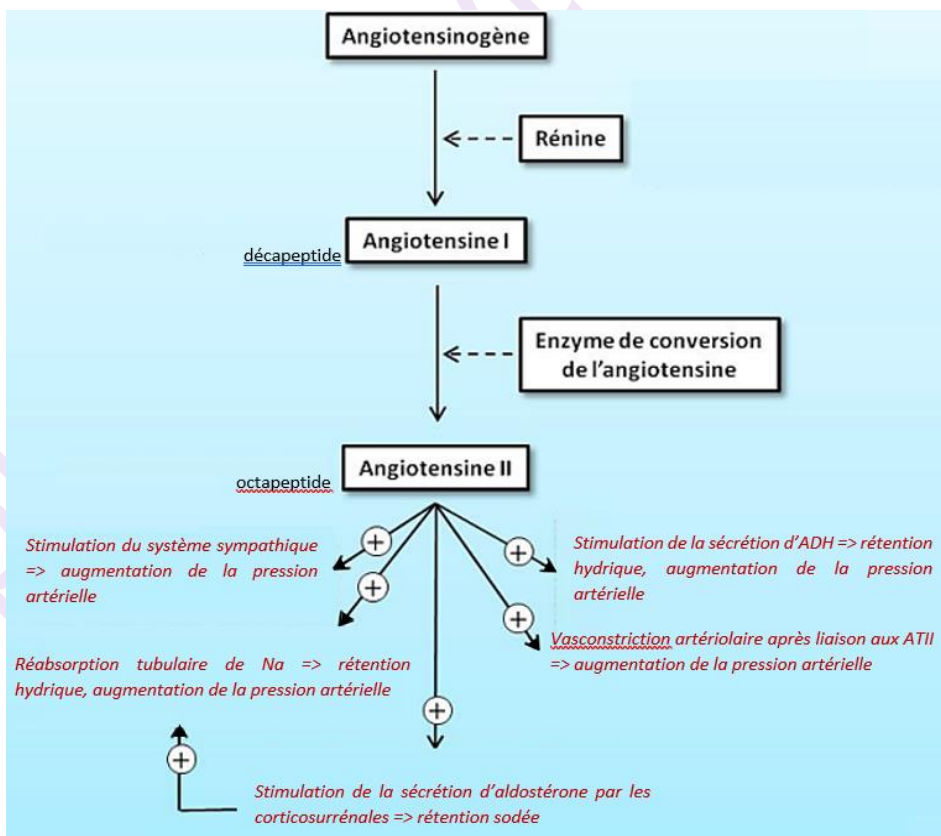 Angiotensinogène
Rénine
décapeptide
Angiotensine I
Enzyme de conversion
de l'angiotensine
octapeptide
Angiotensine II
+
+
+
+
+
Stimulation du système sympathique
=> augmentation de la pression
artérielle
Stimulation de la sécrétion d'ADH => rétention
hydrique, augmentation de la pression
artérielle
Réabsorption tubulaire de Na => rétention
hydrique, augmentation de la pression artérielle
Vasconstriction artériolaire après liaison aux ATII
=> augmentation de la pression artérielle
+
Stimulation de la sécrétion d'aldostérone par les
corticosurrénales => rétention sodée